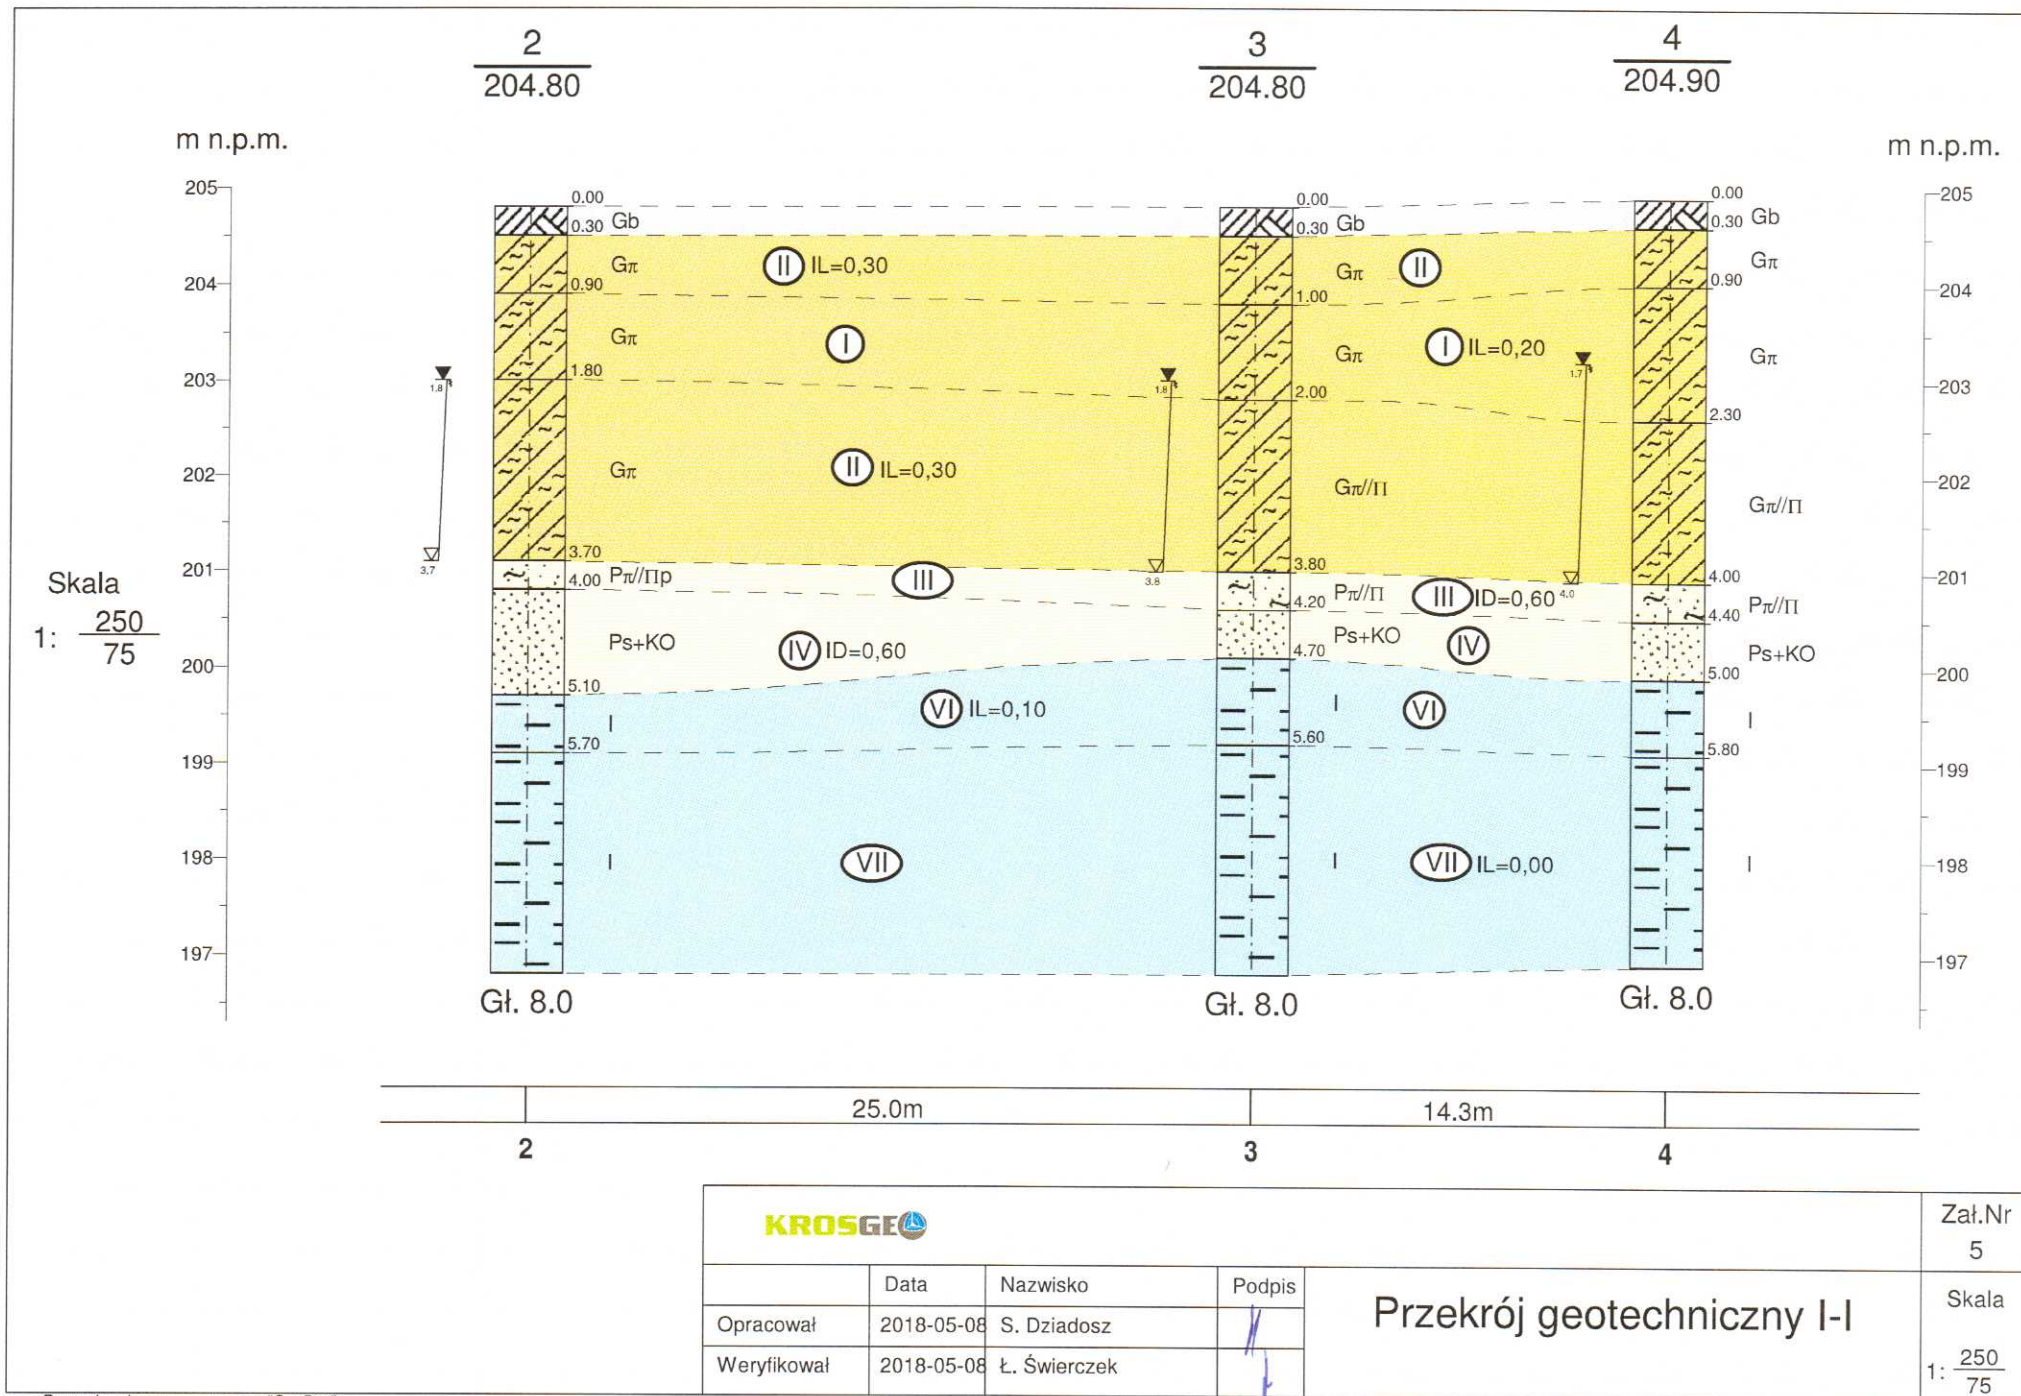 2
204.80
3
204.80
4
204.90
m n.p.m.
m n.p.m.
205
204
203
202
201
200
199
198
197
205
204
203
202
201
200
199
198
197
Skala
1: 250
75
0.00
0.30 Gb
Gπ
0.90
Gπ
1.80
Gπ
3.70
Pπ//Πp
4.00
Ps+KO
5.10
I
5.70
I
Gł. 8.0
1.8
3.7
II IL=0,30
I
II IL=0,30
III
IV ID=0,60
VI IL=0,10
VII
1.8
3.8
0.00
0.30 Gb
Gπ
1.00
Gπ
2.00
Gπ//Π
3.80
Pπ//Π
4.20
Ps+KO
4.70
I
5.60
I
Gł. 8.0
II
I IL=0,20
III ID=0,60
IV
VI
VII IL=0,00
1.7
4.0
0.00
0.30 Gb
Gπ
0.90
Gπ
2.30
Gπ//Π
4.00
Pπ//Π
4.40
Ps+KO
5.00
I
5.80
I
Gł. 8.0
25.0m 14.3m
2 3 4
KROSGEO
Zał.Nr
5
Data Nazwisko Podpis
Opracował 2018-05-08 S. Dziadosz
Weryfikował 2018-05-08 Ł. Świerczek
Przekrój geotechniczny I-I
Skala
1: 250
75